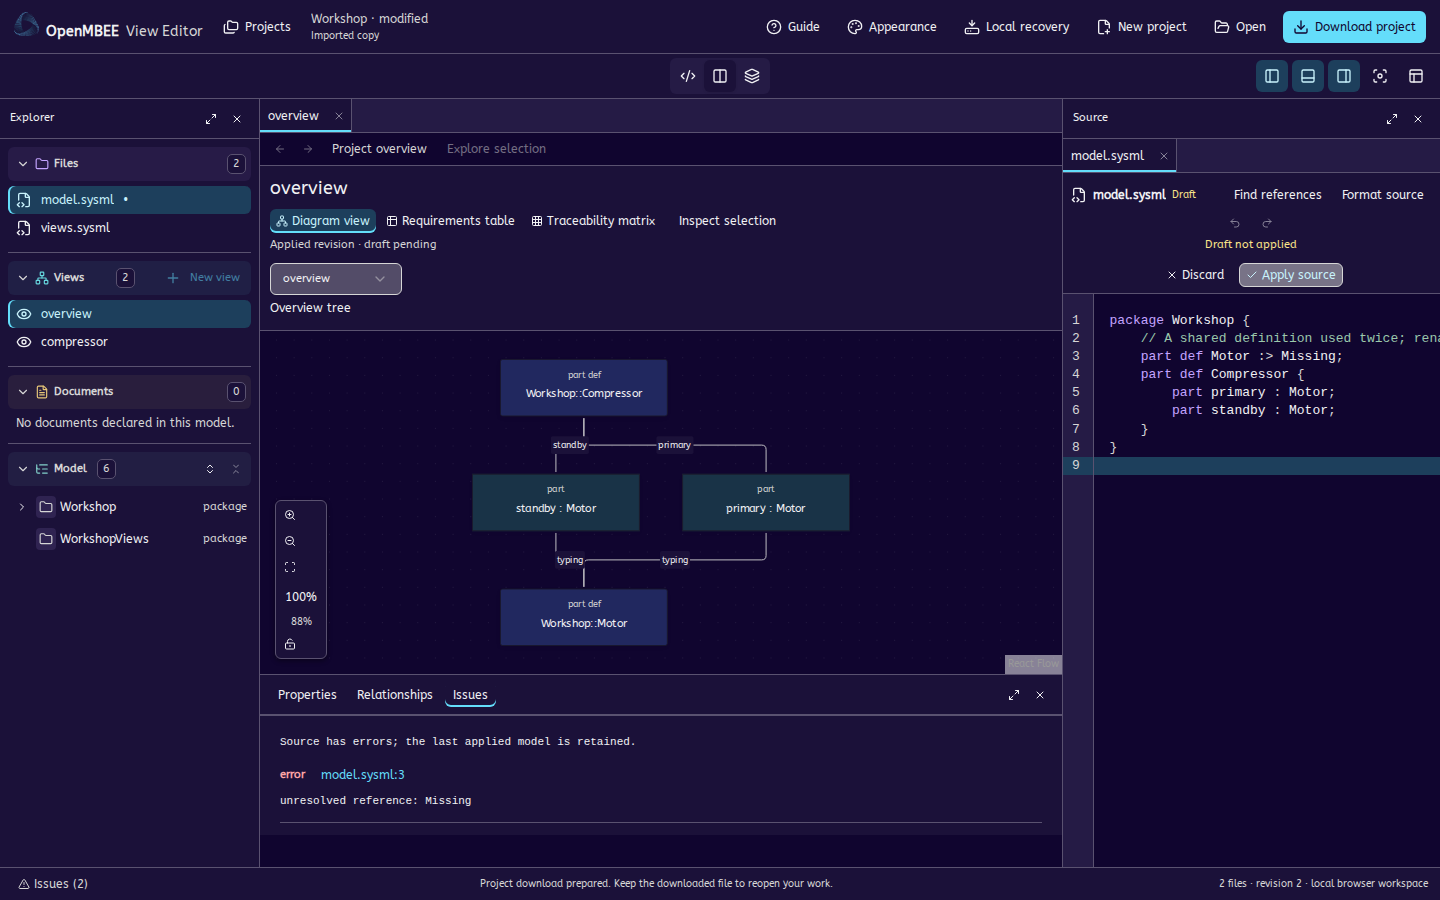 OpenMBEE View Editor
Projects
Workshop · modified
Imported copy
Guide
Appearance
Local recovery
New project
Open
Download project
Explorer
Files
2
model.sysml •
views.sysml
Views
2
New view
overview
compressor
Documents
0
No documents declared in this model.
Model
6
Workshop
package
WorkshopViews
package
overview
Project overview
Explore selection
overview
Diagram view
Requirements table
Traceability matrix
Inspect selection
Applied revision · draft pending
overview
Overview tree
part def
Workshop::Compressor
standby
primary
part
standby : Motor
part
primary : Motor
typing
typing
part def
Workshop::Motor
100%
88%
React Flow
Properties
Relationships
Issues
Source has errors; the last applied model is retained.
error
model.sysml:3
unresolved reference: Missing
Source
model.sysml
model.sysml Draft
Find references
Format source
Draft not applied
Discard
Apply source
1 package Workshop {
2 // A shared definition used twice; rena
3 part def Motor :> Missing;
4 part def Compressor {
5 part primary : Motor;
6 part standby : Motor;
7 }
8 }
9
Issues (2)
Project download prepared. Keep the downloaded file to reopen your work.
2 files · revision 2 · local browser workspace